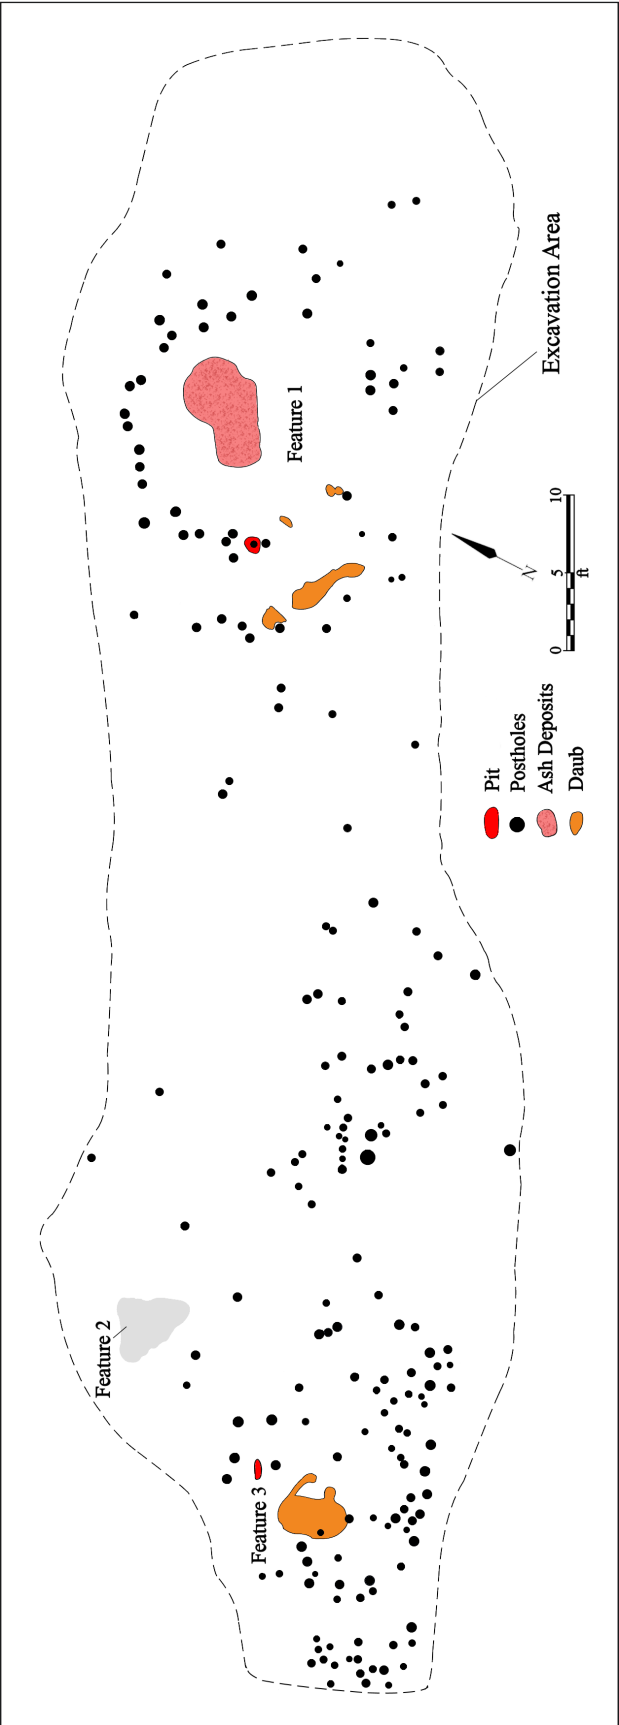 Excavation Area
Feature 1
N
0 5 10
ft
Pit
Postholes
Ash Deposits
Daub
Feature 2
Feature 3